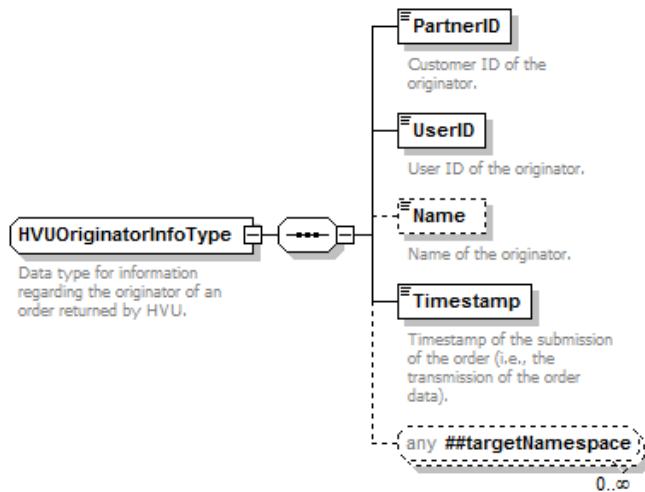 PartnerID
Customer ID of the
originator.
UserID
User ID of the originator.
HVUOriginatorInfoType
Data type for information
regarding the originator of an
order returned by HVU.
Name
Name of the originator.
Timestamp
Timestamp of the submission
of the order (i.e., the
transmission of the order
data).
any ##targetNamespace
0..∞